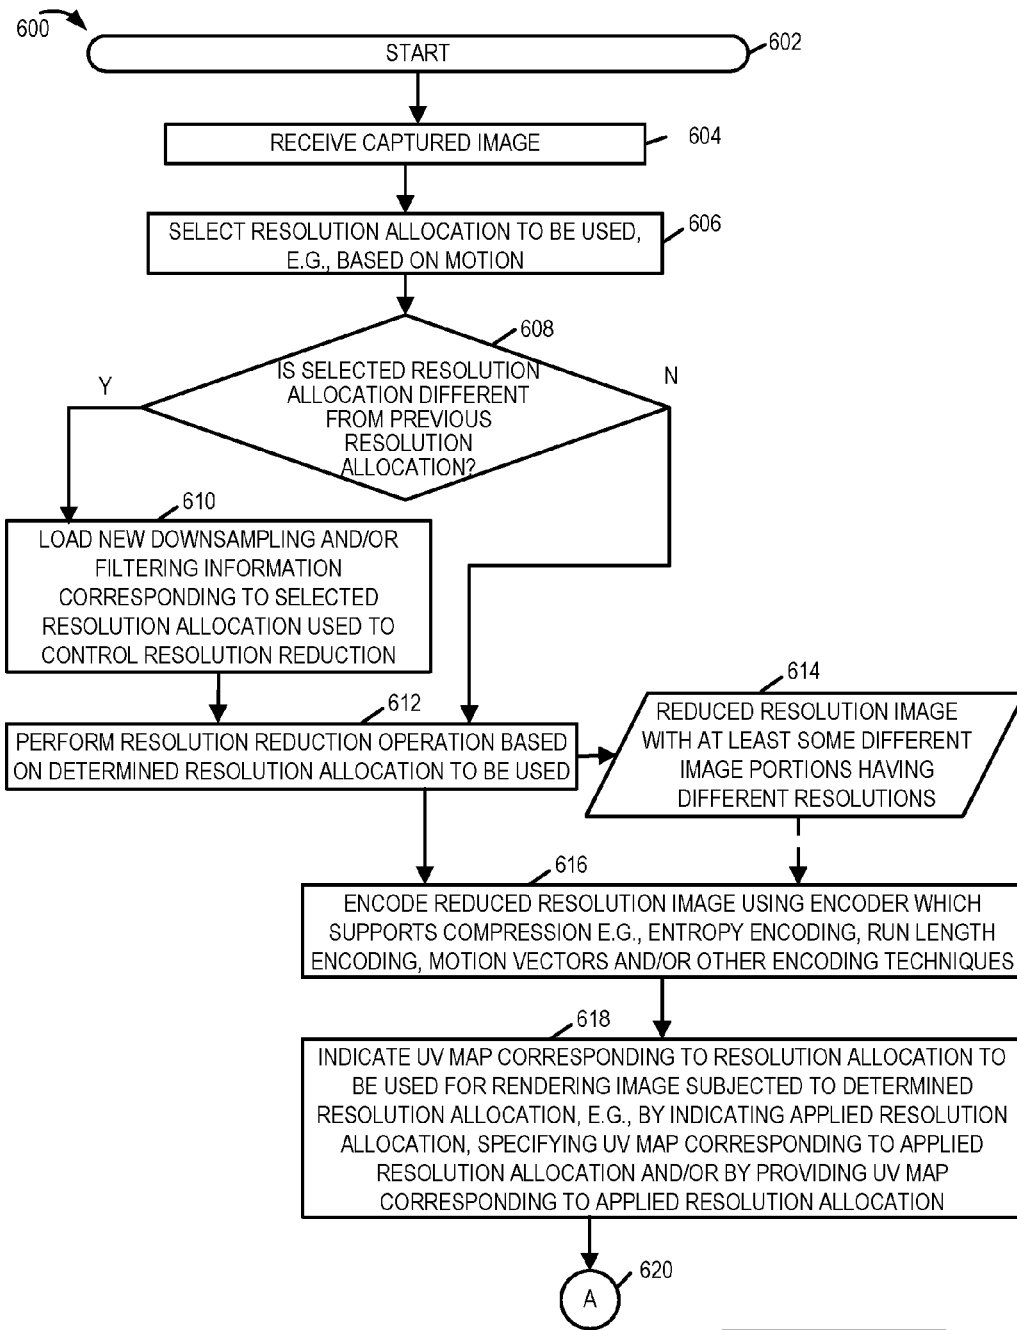 600
START
602
RECEIVE CAPTURED IMAGE
604
SELECT RESOLUTION ALLOCATION TO BE USED,
E.G., BASED ON MOTION
606
608
IS SELECTED RESOLUTION
ALLOCATION DIFFERENT
FROM PREVIOUS
RESOLUTION
ALLOCATION?
Y
N
610
LOAD NEW DOWNSAMPLING AND/OR
FILTERING INFORMATION
CORRESPONDING TO SELECTED
RESOLUTION ALLOCATION USED TO
CONTROL RESOLUTION REDUCTION
612
PERFORM RESOLUTION REDUCTION OPERATION BASED
ON DETERMINED RESOLUTION ALLOCATION TO BE USED
614
REDUCED RESOLUTION IMAGE
WITH AT LEAST SOME DIFFERENT
IMAGE PORTIONS HAVING
DIFFERENT RESOLUTIONS
616
ENCODE REDUCED RESOLUTION IMAGE USING ENCODER WHICH
SUPPORTS COMPRESSION E.G., ENTROPY ENCODING, RUN LENGTH
ENCODING, MOTION VECTORS AND/OR OTHER ENCODING TECHNIQUES
618
INDICATE UV MAP CORRESPONDING TO RESOLUTION ALLOCATION TO
BE USED FOR RENDERING IMAGE SUBJECTED TO DETERMINED
RESOLUTION ALLOCATION, E.G., BY INDICATING APPLIED RESOLUTION
ALLOCATION, SPECIFYING UV MAP CORRESPONDING TO APPLIED
RESOLUTION ALLOCATION AND/OR BY PROVIDING UV MAP
CORRESPONDING TO APPLIED RESOLUTION ALLOCATION
A
620